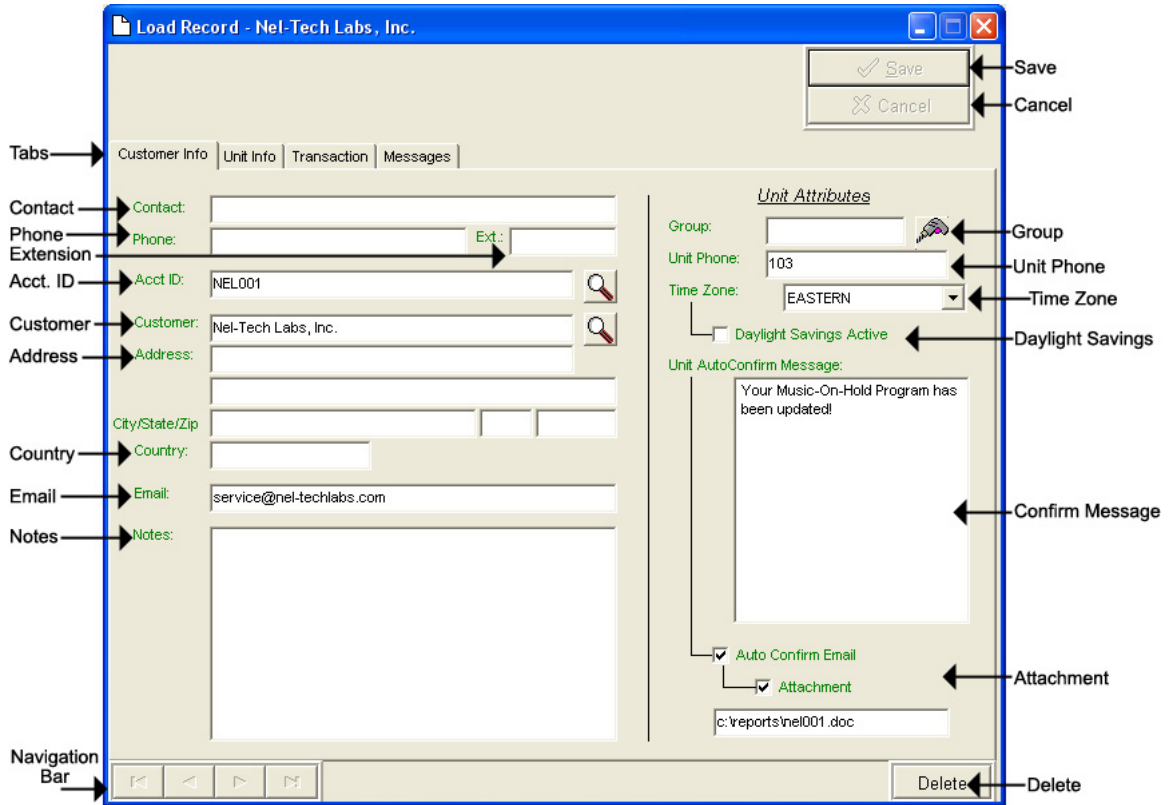 Load Record - Nel-Tech Labs, Inc.
Save
Save
Cancel
Cancel
Tabs
Customer Info
Unit Info
Transaction
Messages
Unit Attributes
Contact
Contact:
Group:
Group
Phone
Phone:
Ext.:
Extension
Unit Phone:
103
Unit Phone
Acct. ID
Acct ID:
NEL001
Time Zone:
EASTERN
Time Zone
Customer
Customer:
Nel-Tech Labs, Inc.
Daylight Savings Active
Daylight Savings
Address
Address:
Unit AutoConfirm Message:
Your Music-On-Hold Program has
been updated!
City/State/Zip
Country
Country:
Email
Email:
service@nel-techlabs.com
Confirm Message
Notes
Notes:
Auto Confirm Email
Attachment
Attachment
c:\reports\nel001.doc
Navigation
Bar
Delete
Delete